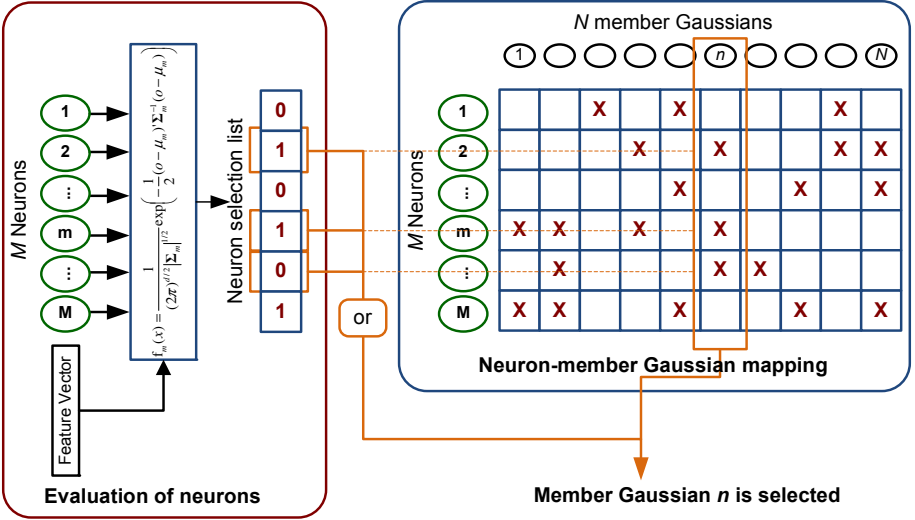 N member Gaussians
1
n
N
M Neurons
1
2
⋮
m
⋮
M
f_m(x) = 1 / ((2π)^{d/2} |Σ_m|^{1/2}) exp(−1/2 (o − μ_m)' Σ_m^{-1} (o − μ_m))
Feature Vector
Neuron selection list
0
1
0
1
0
1
Evaluation of neurons
or
M Neurons
1 X X X
2 X X X X
⋮ X X X
m X X X X
⋮ X X X
M X X X X X
Neuron-member Gaussian mapping
Member Gaussian n is selected